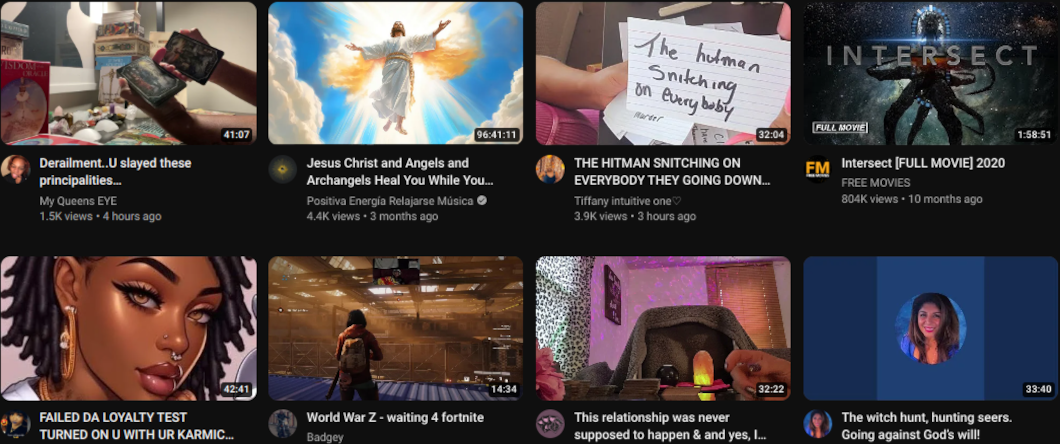 WISDOM
ORACLE
41:07
Derailment..U slayed these
principalities...
My Queens EYE
1.5K views • 4 hours ago
96:41:11
Jesus Christ and Angels and
Archangels Heal You While You...
Positiva Energía Relajarse Música
4.4K views • 3 months ago
The hutman
Snitching
on everybody
murder
32:04
THE HITMAN SNITCHING ON
EVERYBODY THEY GOING DOWN...
Tiffany intuitive one♡
3.9K views • 3 hours ago
INTERSECT
FULL MOVIE
1:58:51
FM
Intersect [FULL MOVIE] 2020
FREE MOVIES
804K views • 10 months ago
42:41
FAILED DA LOYALTY TEST
TURNED ON U WITH UR KARMIC...
14:34
World War Z - waiting 4 fortnite
Badgey
32:22
This relationship was never
supposed to happen & and yes, I...
33:40
The witch hunt, hunting seers.
Going against God's will!